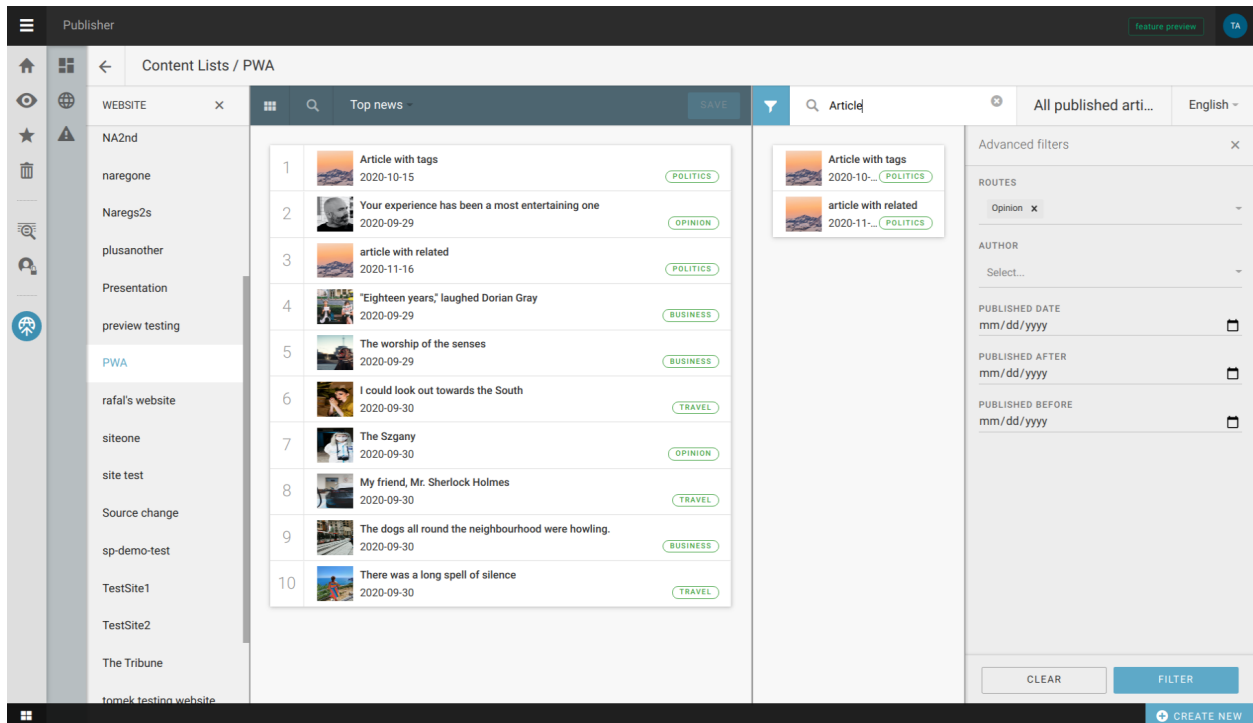 Publisher
feature preview
TA
Content Lists / PWA
WEBSITE
NA2nd
naregone
Naregs2s
plusanother
Presentation
preview testing
PWA
rafal's website
siteone
site test
Source change
sp-demo-test
TestSite1
TestSite2
The Tribune
tomek testing website
Top news
SAVE
1
Article with tags
2020-10-15
POLITICS
2
Your experience has been a most entertaining one
2020-09-29
OPINION
3
article with related
2020-11-16
POLITICS
4
"Eighteen years," laughed Dorian Gray
2020-09-29
BUSINESS
5
The worship of the senses
2020-09-29
BUSINESS
6
I could look out towards the South
2020-09-30
TRAVEL
7
The Szgany
2020-09-30
OPINION
8
My friend, Mr. Sherlock Holmes
2020-09-30
TRAVEL
9
The dogs all round the neighbourhood were howling.
2020-09-30
BUSINESS
10
There was a long spell of silence
2020-09-30
TRAVEL
Article
All published arti...
English
Article with tags
2020-10-...
POLITICS
article with related
2020-11-...
POLITICS
Advanced filters
ROUTES
Opinion x
AUTHOR
Select...
PUBLISHED DATE
mm/dd/yyyy
PUBLISHED AFTER
mm/dd/yyyy
PUBLISHED BEFORE
mm/dd/yyyy
CLEAR
FILTER
CREATE NEW